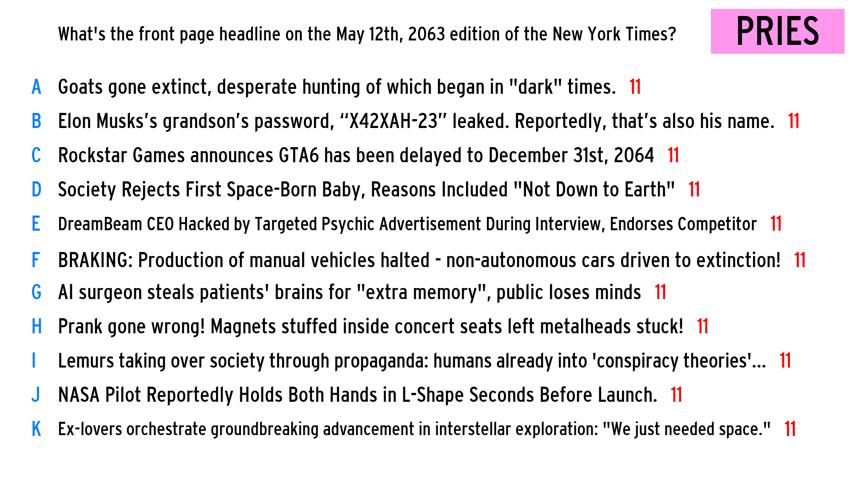 What's the front page headline on the May 12th, 2063 edition of the New York Times?
PRIES
A Goats gone extinct, desperate hunting of which began in "dark" times. 11
B Elon Musks’s grandson’s password, “X42XAH-23” leaked. Reportedly, that’s also his name. 11
C Rockstar Games announces GTA6 has been delayed to December 31st, 2064 11
D Society Rejects First Space-Born Baby, Reasons Included "Not Down to Earth" 11
E DreamBeam CEO Hacked by Targeted Psychic Advertisement During Interview, Endorses Competitor 11
F BRAKING: Production of manual vehicles halted - non-autonomous cars driven to extinction! 11
G AI surgeon steals patients' brains for "extra memory", public loses minds 11
H Prank gone wrong! Magnets stuffed inside concert seats left metalheads stuck! 11
I Lemurs taking over society through propaganda: humans already into 'conspiracy theories'... 11
J NASA Pilot Reportedly Holds Both Hands in L-Shape Seconds Before Launch. 11
K Ex-lovers orchestrate groundbreaking advancement in interstellar exploration: "We just needed space." 11